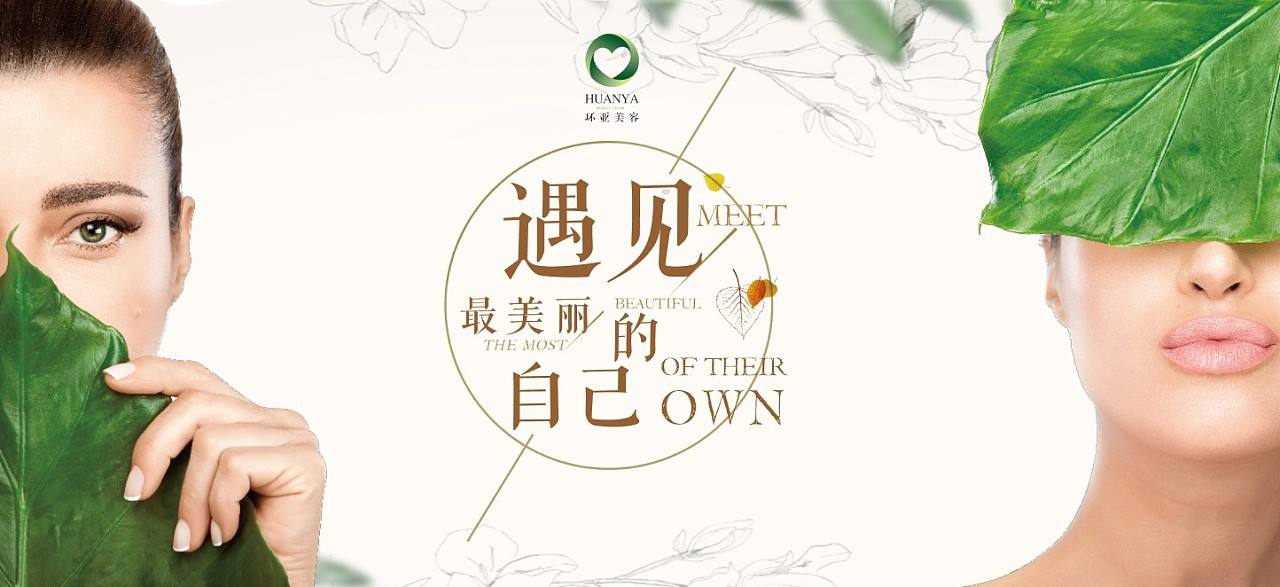 HUANYA
环亚美容
遇见
MEET
最美丽
BEAUTIFUL
THE MOST
的
OF THEIR
自己
OWN